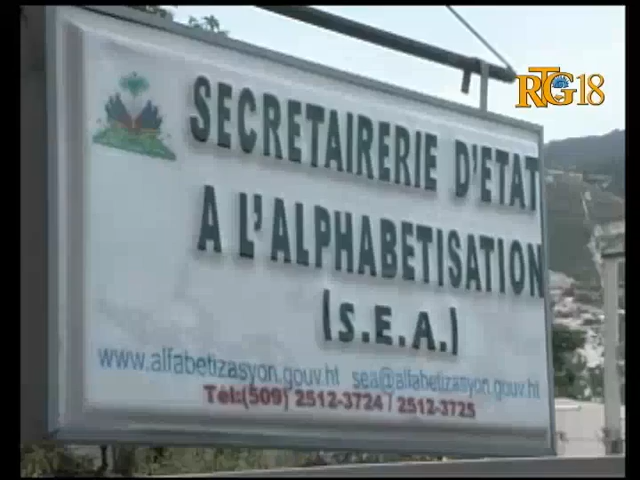 RTG18
SECRETAIRERIE D'ETAT
A L'ALPHABETISATION
(S.E.A.)
www.alfabetizasyon.gouv.ht sea@alfabetizasyon.gouv.ht
Tél:(509) 2512-3724 / 2512-3725